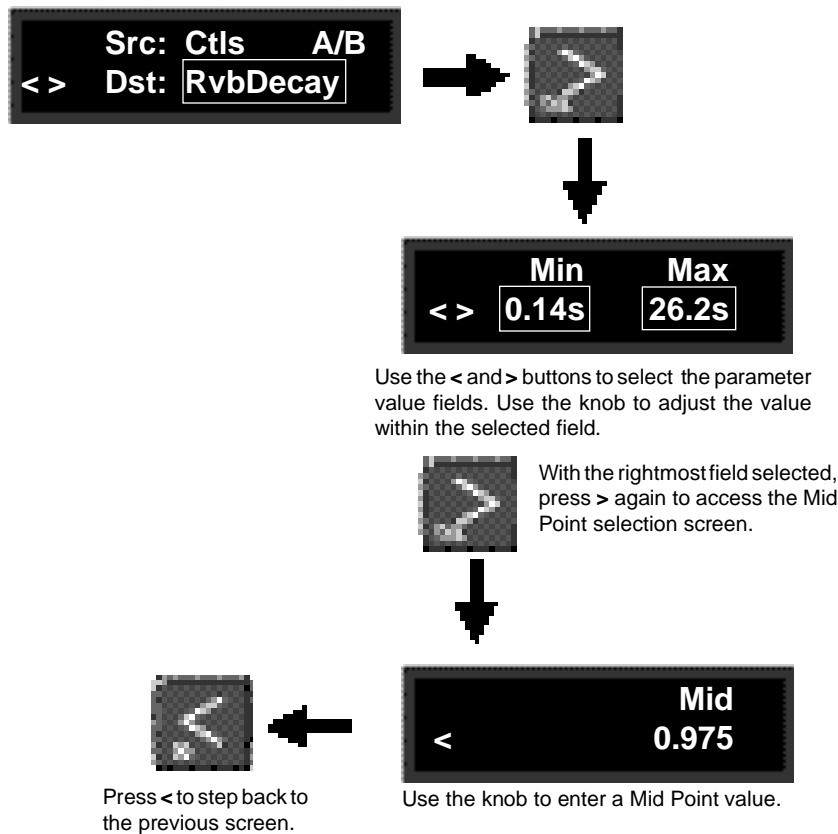 Src: Ctls A/B
< > Dst: RvbDecay
Min Max
< > 0.14s 26.2s
Use the < and > buttons to select the parameter
value fields. Use the knob to adjust the value
within the selected field.
With the rightmost field selected,
press > again to access the Mid
Point selection screen.
Mid
< 0.975
Press < to step back to
the previous screen.
Use the knob to enter a Mid Point value.